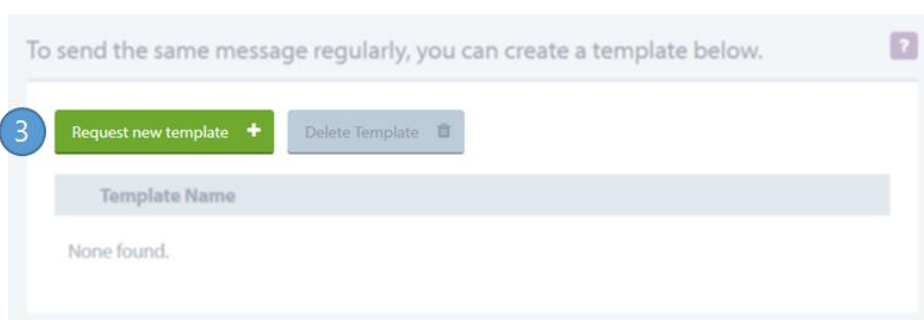 To send the same message regularly, you can create a template below.
?
3
Request new template +
Delete Template
Template Name
None found.